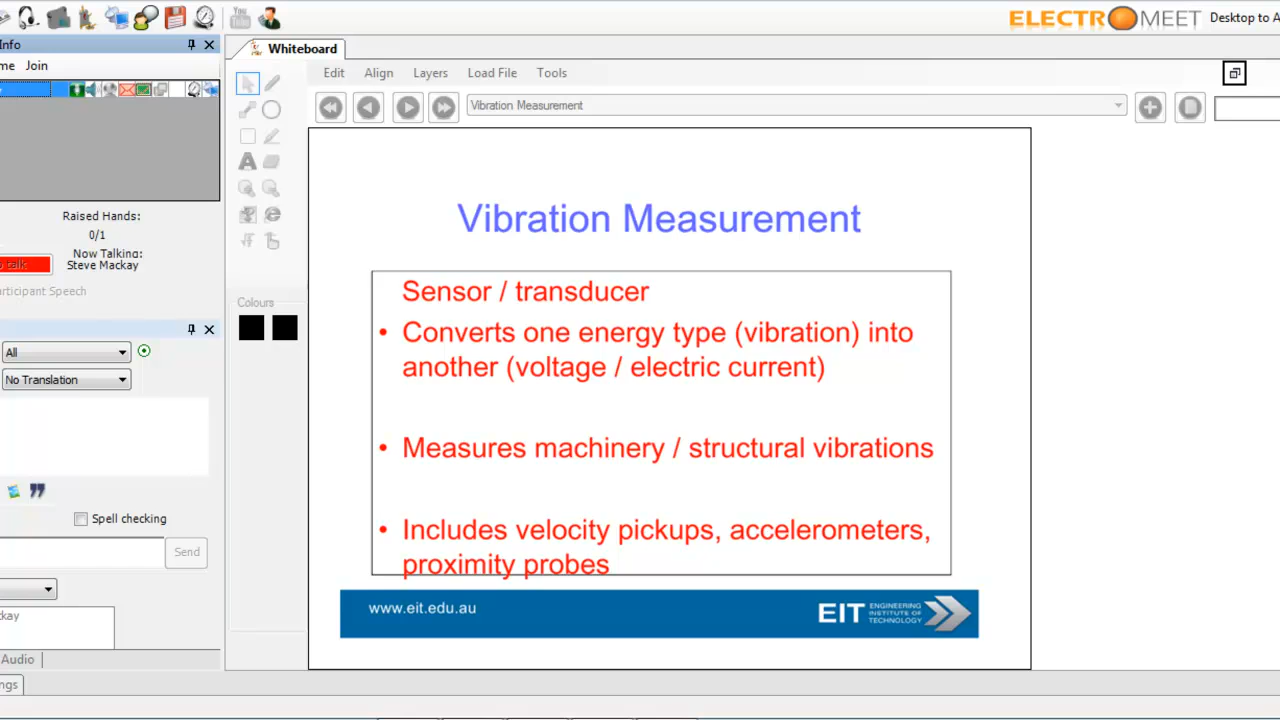 You
ELECTROMEET
Desktop to A
Info
Whiteboard
me Join
Edit Align Layers Load File Tools
Vibration Measurement
Raised Hands:
0/1
Now Talking:
Steve Mackay
talk
articipant Speech
Colours
All
No Translation
Spell checking
Send
kay
Audio
ngs
Vibration Measurement
Sensor / transducer
• Converts one energy type (vibration) into
another (voltage / electric current)
• Measures machinery / structural vibrations
• Includes velocity pickups, accelerometers,
proximity probes
www.eit.edu.au
EIT ENGINEERING
INSTITUTE OF
TECHNOLOGY